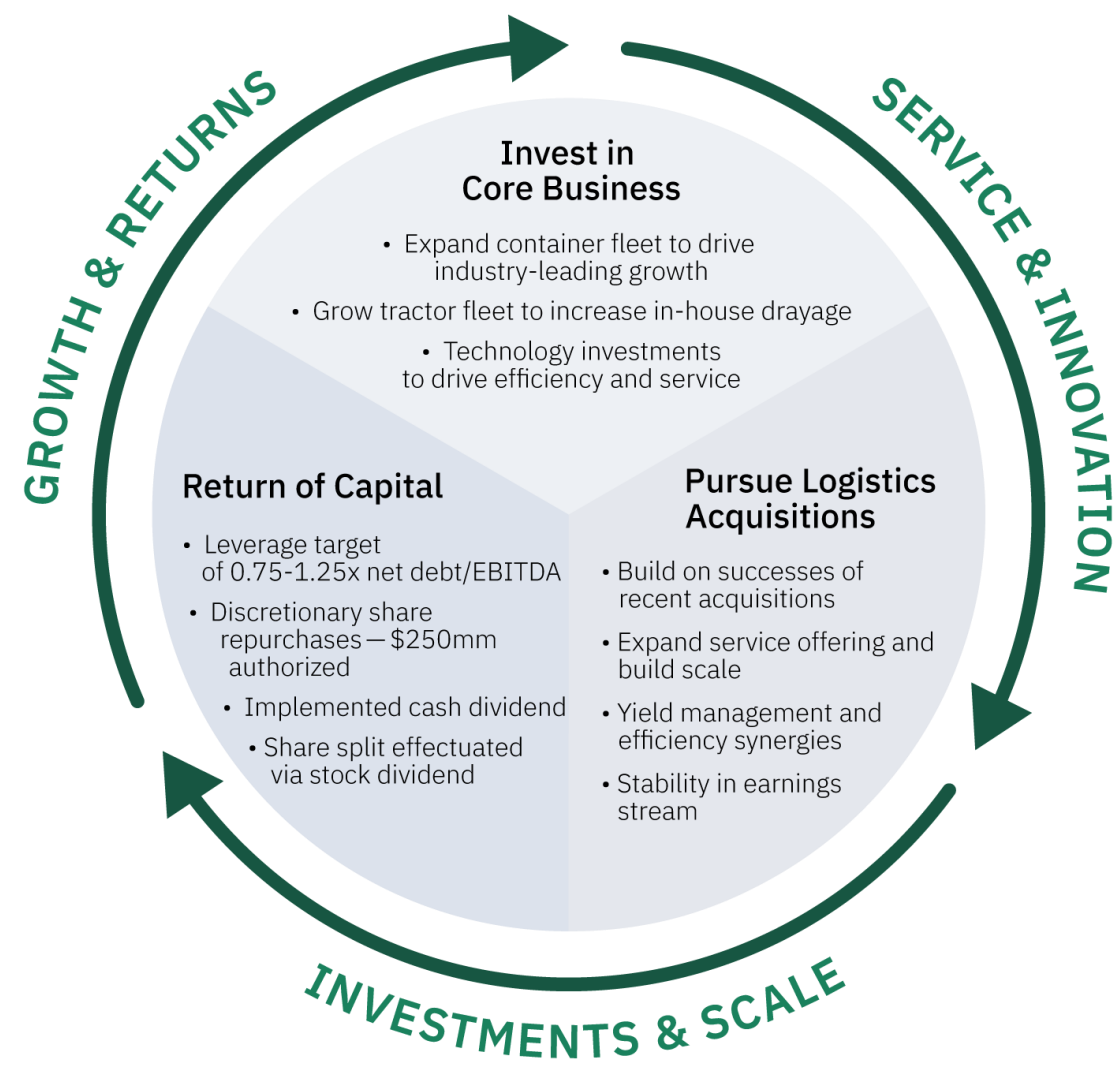 GROWTH & RETURNS
SERVICE & INNOVATION
Invest in
Core Business
• Expand container fleet to drive
industry-leading growth
• Grow tractor fleet to increase in-house drayage
• Technology investments
to drive efficiency and service
Return of Capital
• Leverage target
of 0.75-1.25x net debt/EBITDA
• Discretionary share
repurchases — $250mm
authorized
• Implemented cash dividend
• Share split effectuated
via stock dividend
Pursue Logistics
Acquisitions
• Build on successes of
recent acquisitions
• Expand service offering and
build scale
• Yield management and
efficiency synergies
• Stability in earnings
stream
INVESTMENTS & SCALE